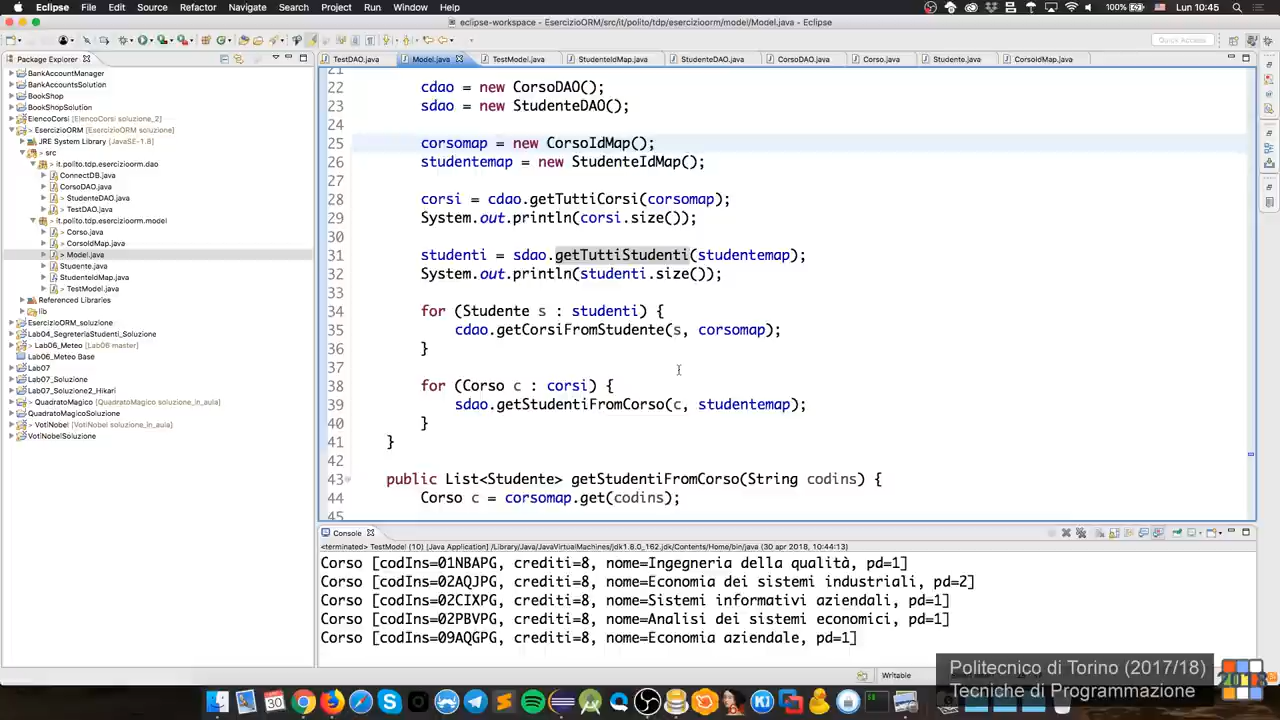 Eclipse File Edit Source Refactor Navigate Search Project Run Window Help 100% Lun 10:45
eclipse-workspace - EsercizioORM/src/it/polito/tdp/esercizioorm/model/Model.java - Eclipse
Quick Access
Package Explorer
BankAccountManager
BankAccountsSolution
BookShop
BookShopSolution
ElencoCorsi [ElencoCorsi soluzione_2]
> EsercizioORM [EsercizioORM soluzione]
JRE System Library [JavaSE-1.8]
> src
> it.polito.tdp.esercizioorm.dao
> ConnectDB.java
> CorsoDAO.java
> StudenteDAO.java
> TestDAO.java
> it.polito.tdp.esercizioorm.model
> Corso.java
> CorsoIdMap.java
> Model.java
> Studente.java
> StudenteIdMap.java
> TestModel.java
Referenced Libraries
> lib
EsercizioORM_soluzione
Lab04_SegreteriaStudenti_Soluzione
> Lab06_Meteo [Lab06 master]
Lab06_Meteo Base
Lab07
Lab07_Soluzione
Lab07_Soluzione2_Hikari
> QuadratoMagico [QuadratoMagico soluzione_in_aula]
QuadratoMagicoSoluzione
> VotiNobel [VotiNobel soluzione_in_aula]
VotiNobelSoluzione
TestDAO.java Model.java TestModel.java StudenteIdMap.java StudenteDAO.java CorsoDAO.java Corso.java Studente.java CorsoIdMap.java
21
22 cdao = new CorsoDAO();
23 sdao = new StudenteDAO();
24
25 corsomap = new CorsoIdMap();
26 studentemap = new StudenteIdMap();
27
28 corsi = cdao.getTuttiCorsi(corsomap);
29 System.out.println(corsi.size());
30
31 studenti = sdao.getTuttiStudenti(studentemap);
32 System.out.println(studenti.size());
33
34 for (Studente s : studenti) {
35 cdao.getCorsiFromStudente(s, corsomap);
36 }
37
38 for (Corso c : corsi) {
39 sdao.getStudentiFromCorso(c, studentemap);
40 }
41 }
42
43 public List<Studente> getStudentiFromCorso(String codins) {
44 Corso c = corsomap.get(codins);
45
Console
<terminated> TestModel (10) [Java Application] /Library/Java/JavaVirtualMachines/jdk1.8.0_162.jdk/Contents/Home/bin/java (30 apr 2018, 10:44:13)
Corso [codIns=01NBAPG, crediti=8, nome=Ingegneria della qualità, pd=1]
Corso [codIns=02AQJPG, crediti=8, nome=Economia dei sistemi industriali, pd=2]
Corso [codIns=02CIXPG, crediti=8, nome=Sistemi informativi aziendali, pd=1]
Corso [codIns=02PBVPG, crediti=8, nome=Analisi dei sistemi economici, pd=1]
Corso [codIns=09AQGPG, crediti=8, nome=Economia aziendale, pd=1]
Writable
Politecnico di Torino (2017/18)
Tecniche di Programmazione